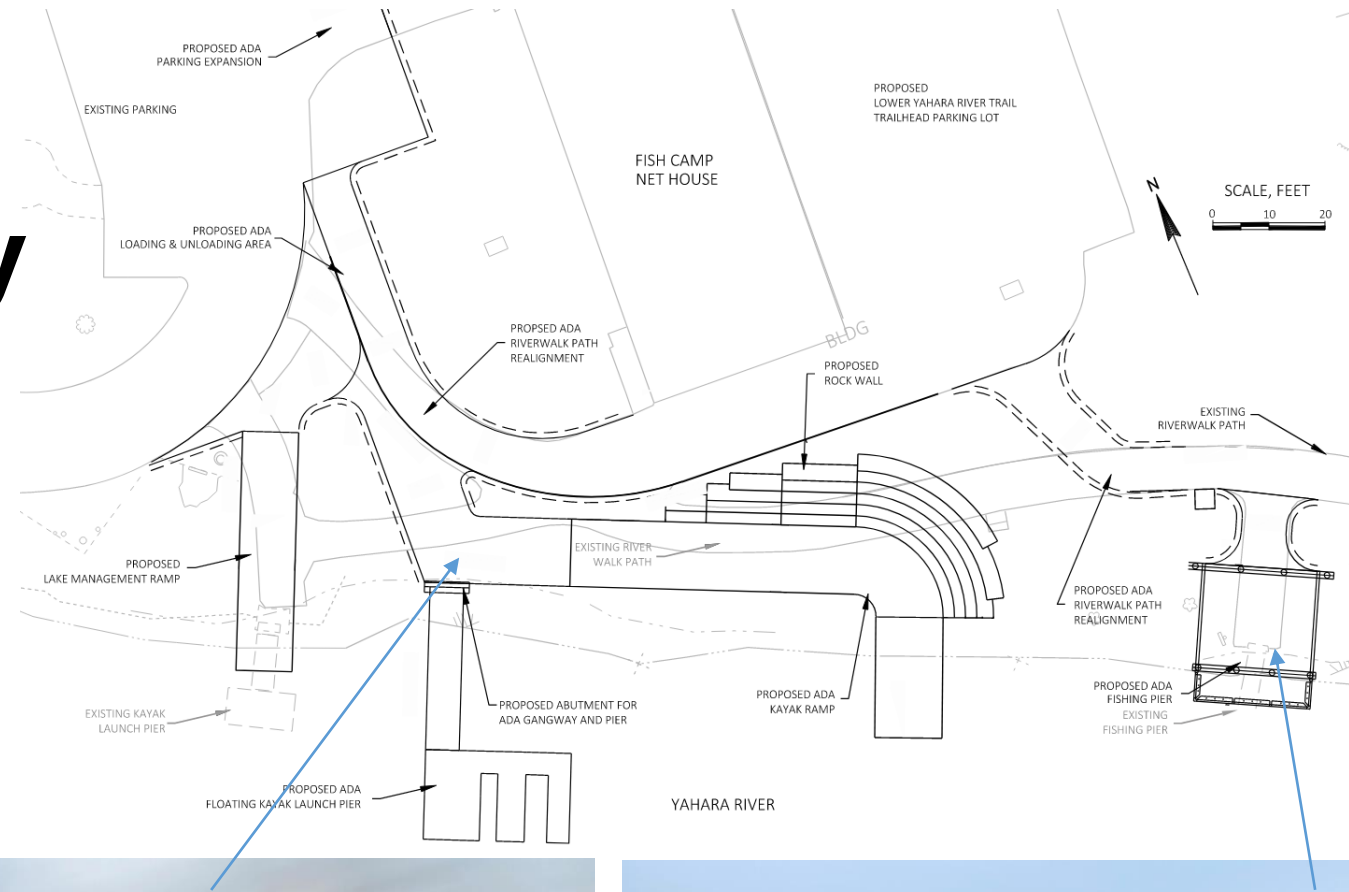 PROPOSED ADA
PARKING EXPANSION
EXISTING PARKING
PROPOSED
LOWER YAHARA RIVER TRAIL
TRAILHEAD PARKING LOT
FISH CAMP
NET HOUSE
N
SCALE, FEET
0 10 20
PROPOSED ADA
LOADING & UNLOADING AREA
PROPSED ADA
RIVERWALK PATH
REALIGNMENT
BLDG
PROPOSED
ROCK WALL
EXISTING
RIVERWALK PATH
EXISTING RIVER
WALK PATH
PROPOSED
LAKE MANAGEMENT RAMP
PROPOSED ADA
RIVERWALK PATH
REALIGNMENT
PROPOSED ADA
KAYAK RAMP
PROPOSED ADA
FISHING PIER
EXISTING
FISHING PIER
EXISTING KAYAK
LAUNCH PIER
PROPOSED ABUTMENT FOR
ADA GANGWAY AND PIER
PROPOSED ADA
FLOATING KAYAK LAUNCH PIER
YAHARA RIVER